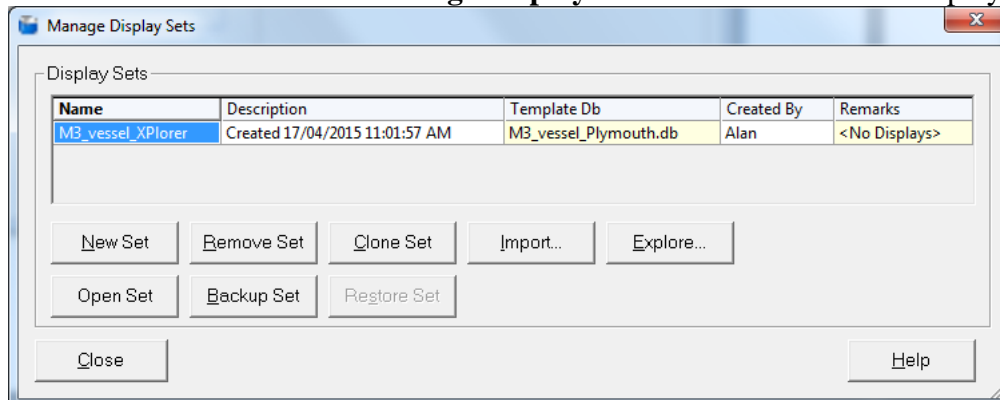 Manage Display Sets
Display Sets
Name Description Template Db Created By Remarks
M3_vessel_XPlorer Created 17/04/2015 11:01:57 AM M3_vessel_Plymouth.db Alan <No Displays>
New Set Remove Set Clone Set Import... Explore...
Open Set Backup Set Restore Set
Close Help